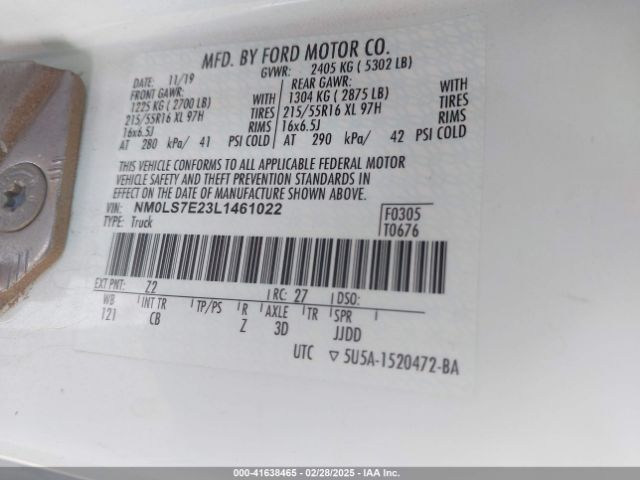 MFD. BY FORD MOTOR CO.
DATE: 11/19 GVWR: 2405 KG ( 5302 LB)
FRONT GAWR: REAR GAWR:
1225 KG ( 2700 LB) WITH 1304 KG ( 2875 LB) WITH
215/55R16 XL 97H TIRES 215/55R16 XL 97H TIRES
16x6.5J RIMS 16x6.5J RIMS
AT 280 kPa/ 41 PSI COLD AT 290 kPa/ 42 PSI COLD
THIS VEHICLE CONFORMS TO ALL APPLICABLE FEDERAL MOTOR
VEHICLE SAFETY AND THEFT PREVENTION STANDARDS IN
EFFECT ON THE DATE OF MANUFACTURE SHOWN ABOVE.
VIN: NM0LS7E23L1461022 F0305
TYPE: Truck T0676
EXT PNT: Z2 RC: 27 DSO:
WB INT TR TP/PS R AXLE TR SPR
121 CB Z 3D JJDD
UTC ▽ 5U5A-1520472-BA
000-41638465 02/28/2025 IAAI.COM